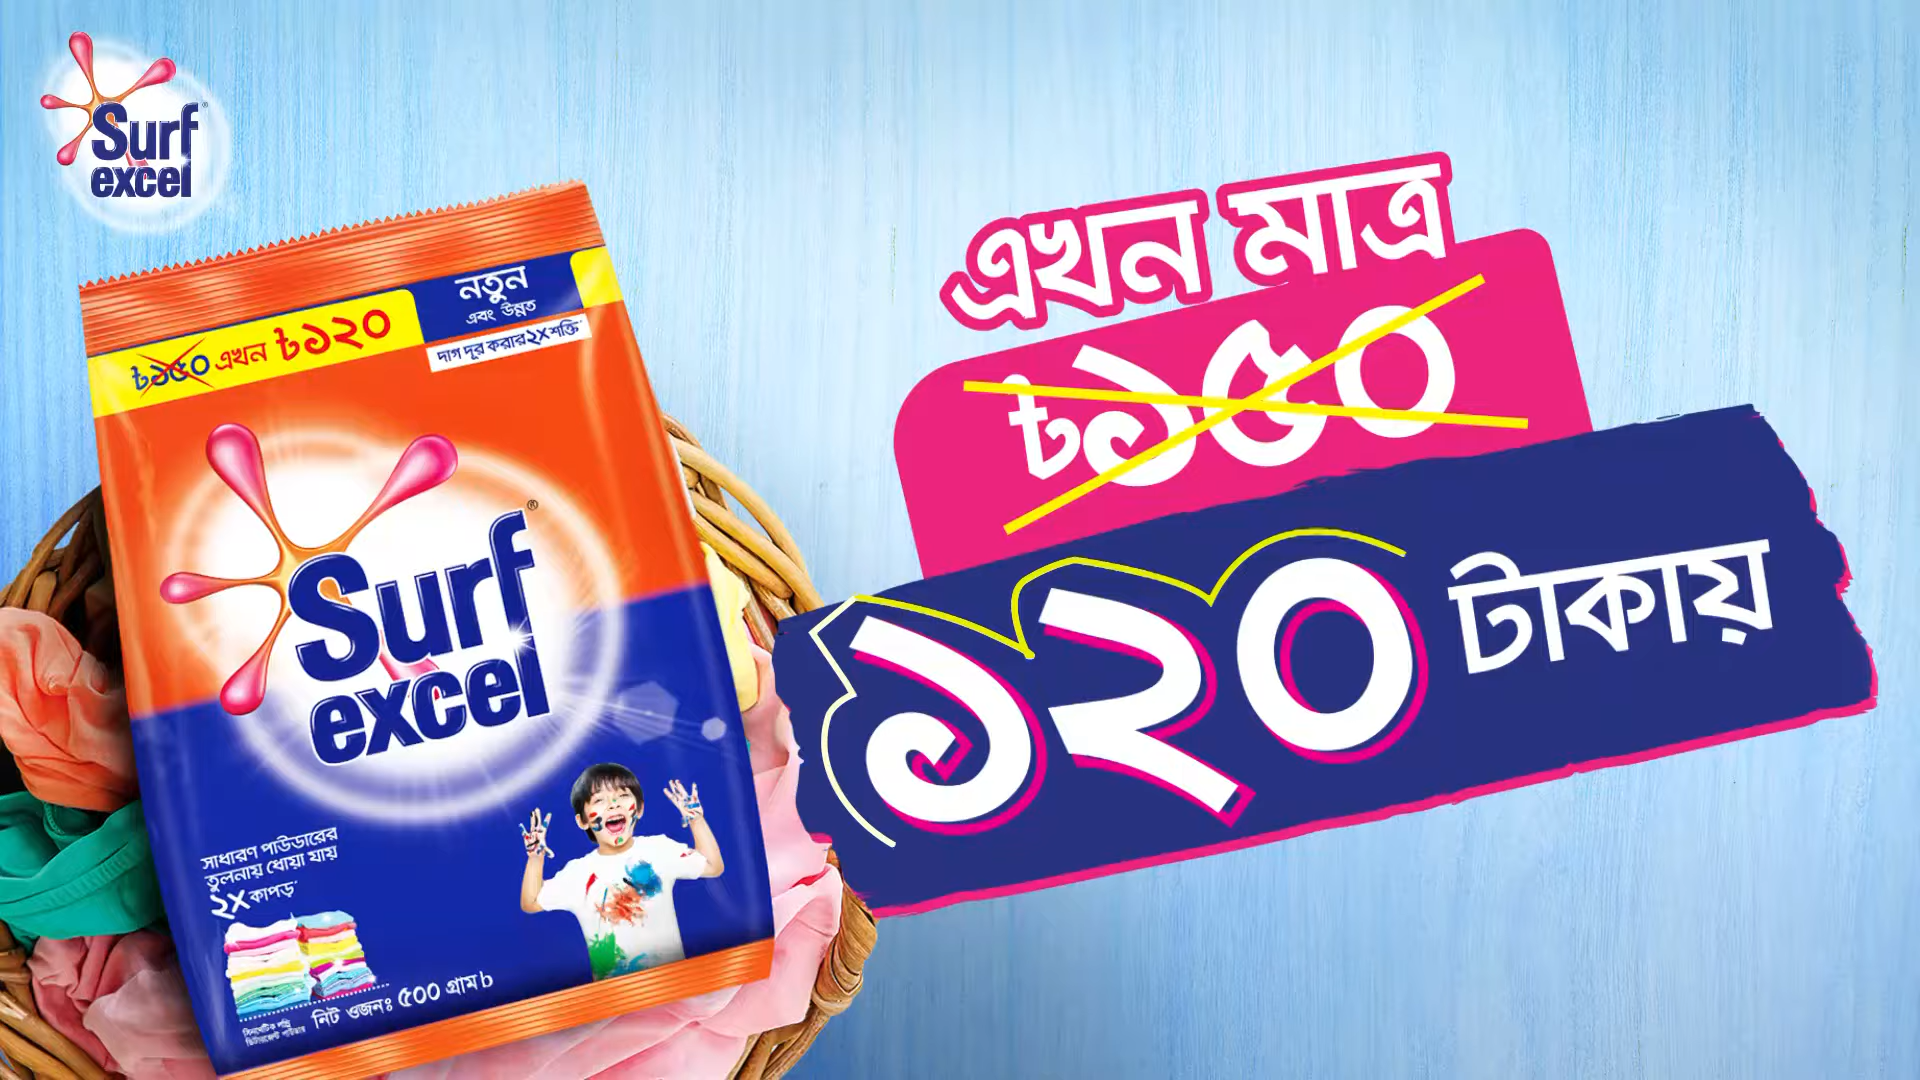 Surf
excel
৳১৫০ এখন ৳১২০
নতুন
এবং উন্নত
দাগ দূর করার ২X শক্তি
Surf
excel
সাধারণ পাউডারের
তুলনায় ধোয়া যায়
২X কাপড়
নিট ওজনঃ ৫০০ গ্রাম
এখন মাত্র
৳১৫০
১২০ টাকায়